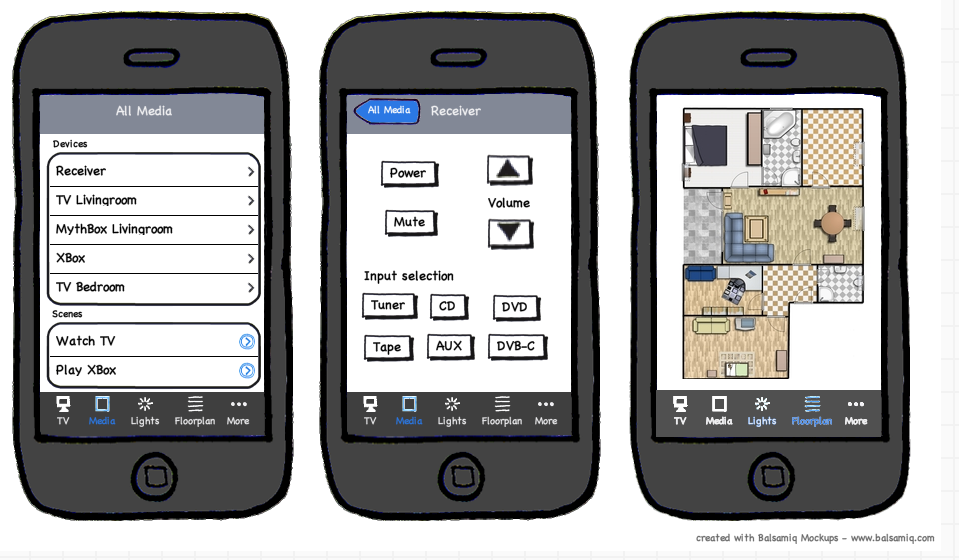 All Media
Devices
Receiver
TV Livingroom
MythBox Livingroom
XBox
TV Bedroom
Scenes
Watch TV
Play XBox
TV Media Lights Floorplan More
All Media Receiver
Power
Volume
Mute
Input selection
Tuner CD DVD
Tape AUX DVB-C
TV Media Lights Floorplan More
TV Media Lights Floorplan More
created with Balsamiq Mockups - www.balsamiq.com